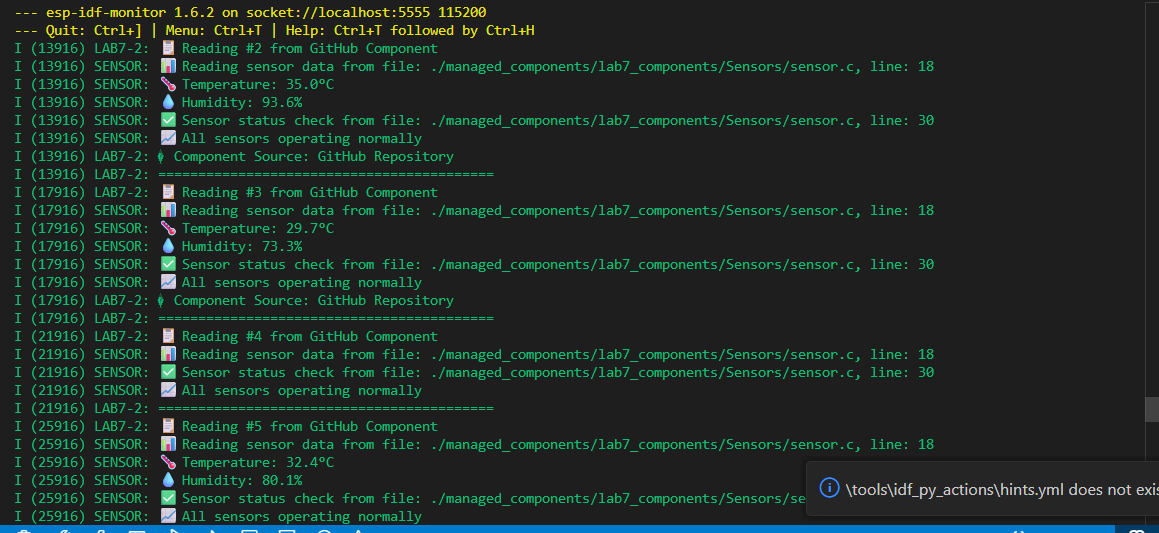 --- esp-idf-monitor 1.6.2 on socket://localhost:5555 115200
--- Quit: Ctrl+] | Menu: Ctrl+T | Help: Ctrl+T followed by Ctrl+H
I (13916) LAB7-2: 📋 Reading #2 from GitHub Component
I (13916) SENSOR: 📊 Reading sensor data from file: ./managed_components/lab7_components/Sensors/sensor.c, line: 18
I (13916) SENSOR: 🌡️ Temperature: 35.0°C
I (13916) SENSOR: 💧 Humidity: 93.6%
I (13916) SENSOR: ✅ Sensor status check from file: ./managed_components/lab7_components/Sensors/sensor.c, line: 30
I (13916) SENSOR: 📈 All sensors operating normally
I (13916) LAB7-2: Component Source: GitHub Repository
I (13916) LAB7-2: ==========================================
I (17916) LAB7-2: 📋 Reading #3 from GitHub Component
I (17916) SENSOR: 📊 Reading sensor data from file: ./managed_components/lab7_components/Sensors/sensor.c, line: 18
I (17916) SENSOR: 🌡️ Temperature: 29.7°C
I (17916) SENSOR: 💧 Humidity: 73.3%
I (17916) SENSOR: ✅ Sensor status check from file: ./managed_components/lab7_components/Sensors/sensor.c, line: 30
I (17916) SENSOR: 📈 All sensors operating normally
I (17916) LAB7-2: Component Source: GitHub Repository
I (17916) LAB7-2: ==========================================
I (21916) LAB7-2: 📋 Reading #4 from GitHub Component
I (21916) SENSOR: 📊 Reading sensor data from file: ./managed_components/lab7_components/Sensors/sensor.c, line: 18
I (21916) SENSOR: ✅ Sensor status check from file: ./managed_components/lab7_components/Sensors/sensor.c, line: 30
I (21916) SENSOR: 📈 All sensors operating normally
I (21916) LAB7-2: ==========================================
I (25916) LAB7-2: 📋 Reading #5 from GitHub Component
I (25916) SENSOR: 📊 Reading sensor data from file: ./managed_components/lab7_components/Sensors/sensor.c, line: 18
I (25916) SENSOR: 🌡️ Temperature: 32.4°C
I (25916) SENSOR: 💧 Humidity: 80.1%
I (25916) SENSOR: ✅ Sensor status check from file: ./managed_components/lab7_components/Sensors/se
I (25916) SENSOR: 📈 All sensors operating normally
\tools\idf_py_actions\hints.yml does not exis